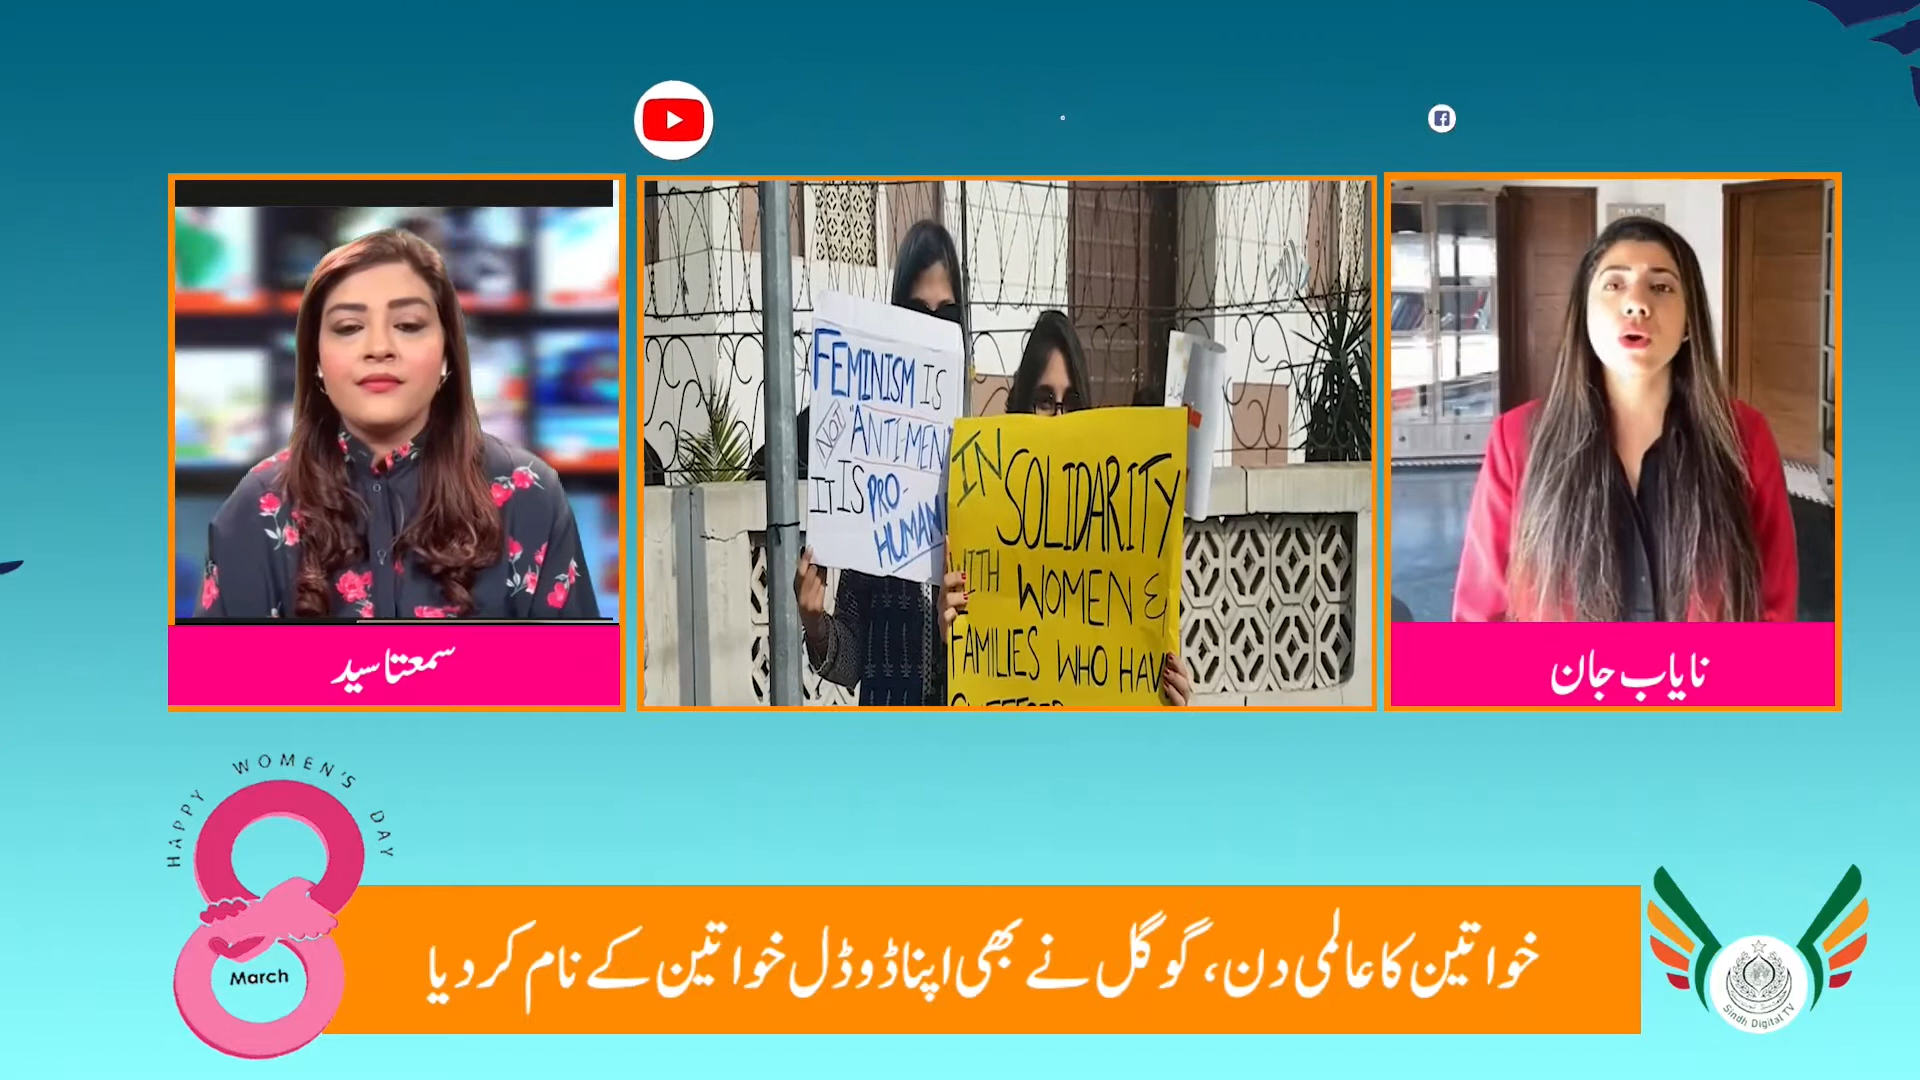 FEMINISM IS
NOT "ANTI-MEN
IT IS PRO-
HUMAN
IN
SOLIDARITY
WITH WOMEN &
FAMILIES WHO HAV
سمعتا سید
نایاب جان
HAPPY WOMEN'S DAY
March
خواتین کا عالمی دن، گوگل نے بھی اپنا ڈوڈل خواتین کے نام کر دیا
Sindh Digital TV